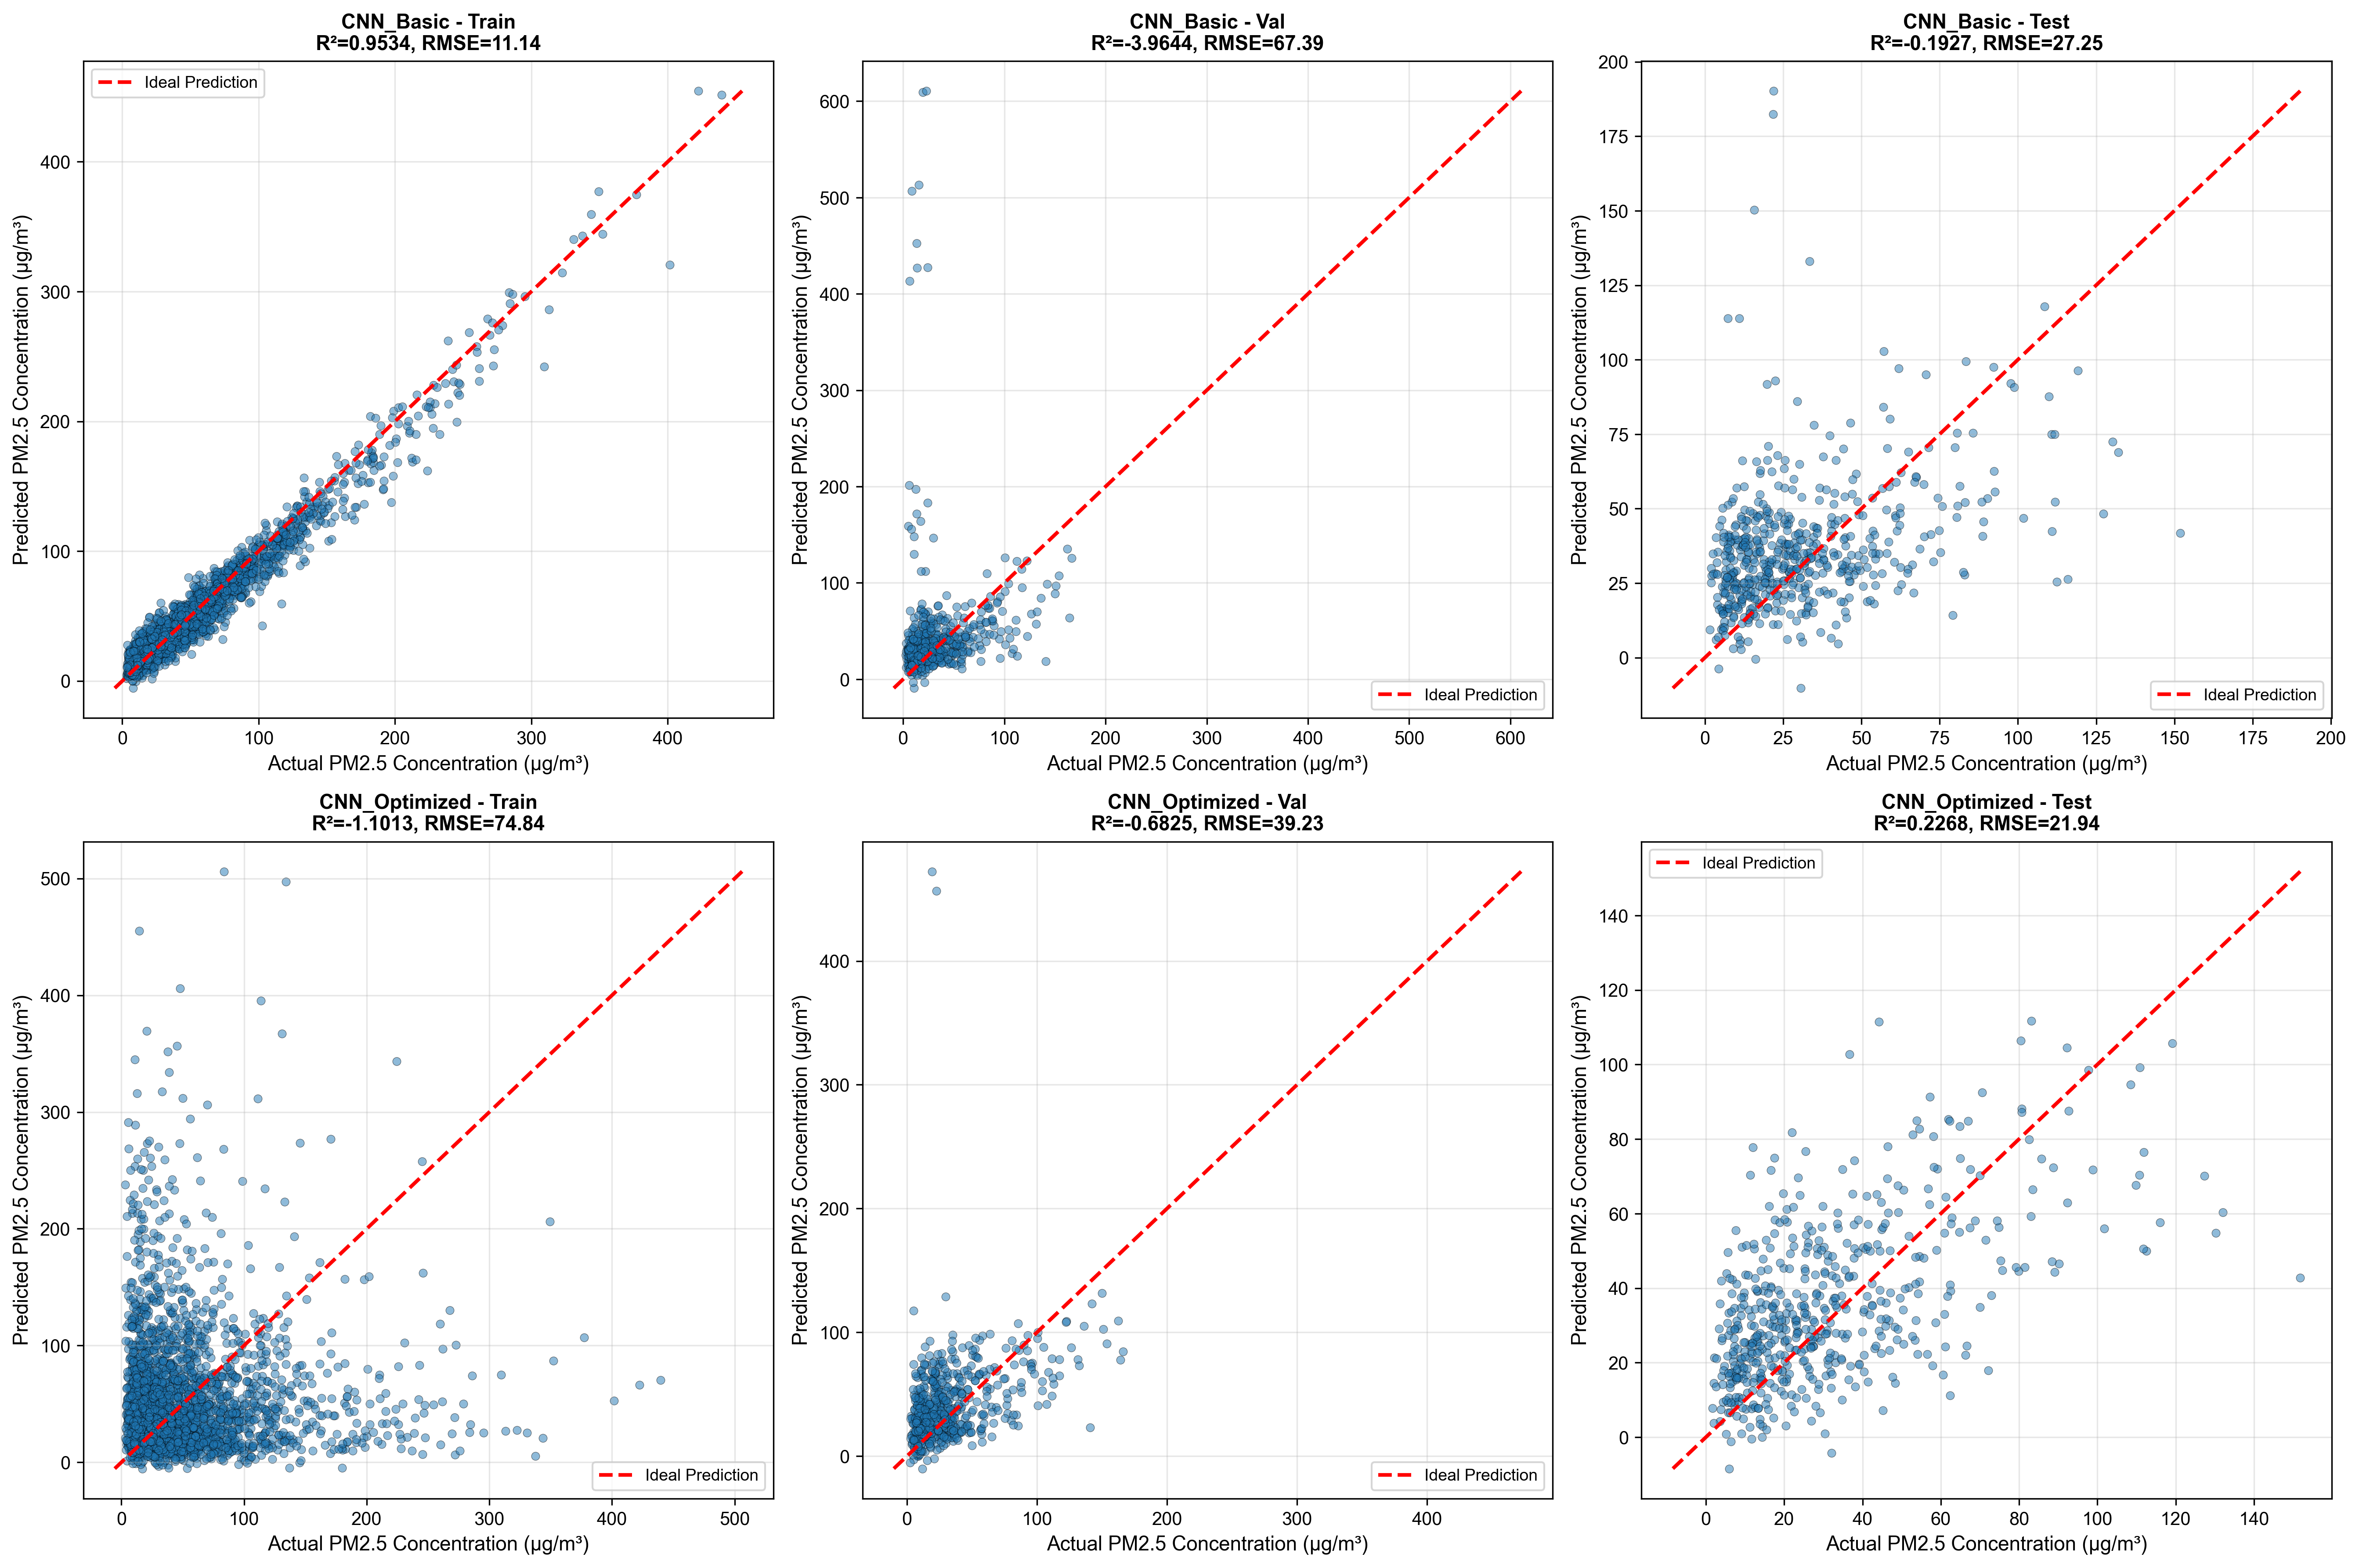 CNN_Basic - Train
R²=0.9534, RMSE=11.14
Ideal Prediction
Predicted PM2.5 Concentration (µg/m³)
400
300
200
100
0
0 100 200 300 400
Actual PM2.5 Concentration (µg/m³)
CNN_Basic - Val
R²=-3.9644, RMSE=67.39
Predicted PM2.5 Concentration (µg/m³)
600
500
400
300
200
100
0
Ideal Prediction
0 100 200 300 400 500 600
Actual PM2.5 Concentration (µg/m³)
CNN_Basic - Test
R²=-0.1927, RMSE=27.25
Predicted PM2.5 Concentration (µg/m³)
200
175
150
125
100
75
50
25
0
Ideal Prediction
0 25 50 75 100 125 150 175 200
Actual PM2.5 Concentration (µg/m³)
CNN_Optimized - Train
R²=-1.1013, RMSE=74.84
Predicted PM2.5 Concentration (µg/m³)
500
400
300
200
100
0
Ideal Prediction
0 100 200 300 400 500
Actual PM2.5 Concentration (µg/m³)
CNN_Optimized - Val
R²=-0.6825, RMSE=39.23
Predicted PM2.5 Concentration (µg/m³)
400
300
200
100
0
Ideal Prediction
0 100 200 300 400
Actual PM2.5 Concentration (µg/m³)
CNN_Optimized - Test
R²=0.2268, RMSE=21.94
Ideal Prediction
Predicted PM2.5 Concentration (µg/m³)
140
120
100
80
60
40
20
0
0 20 40 60 80 100 120 140
Actual PM2.5 Concentration (µg/m³)